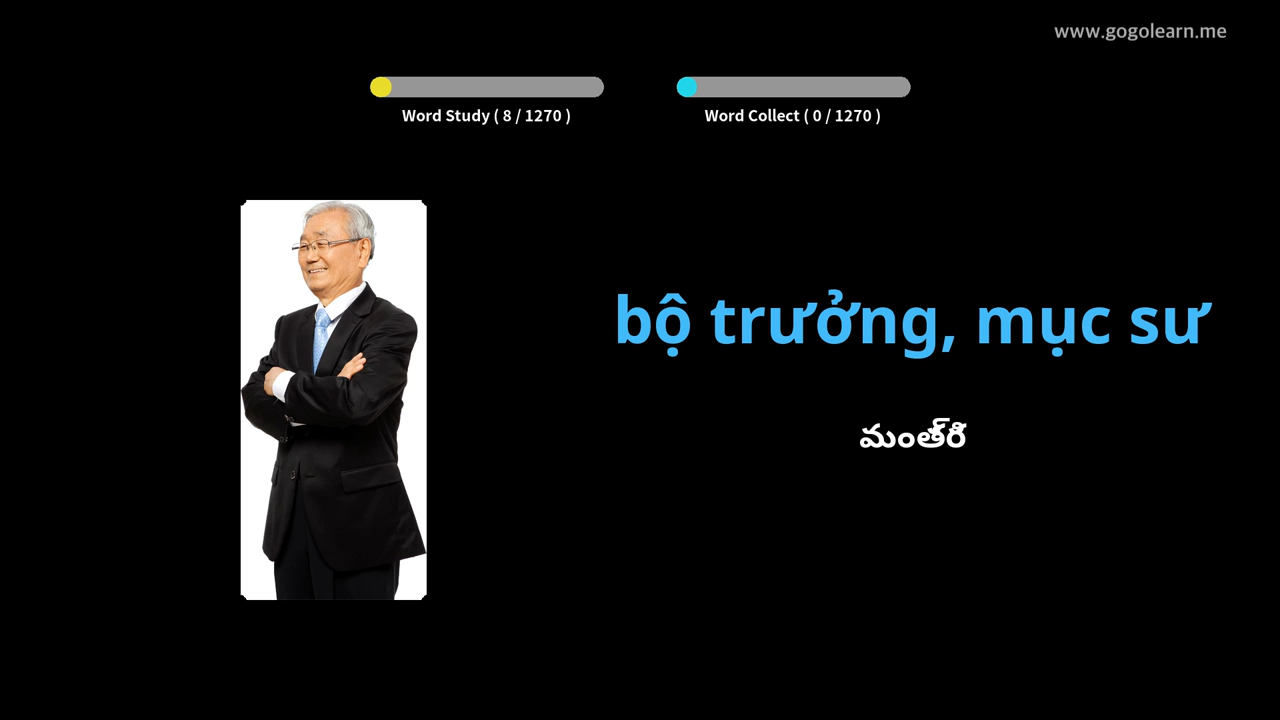 www.gogolearn.me
Word Study ( 8 / 1270 )
Word Collect ( 0 / 1270 )
bộ trưởng, mục sư
మంత్రి